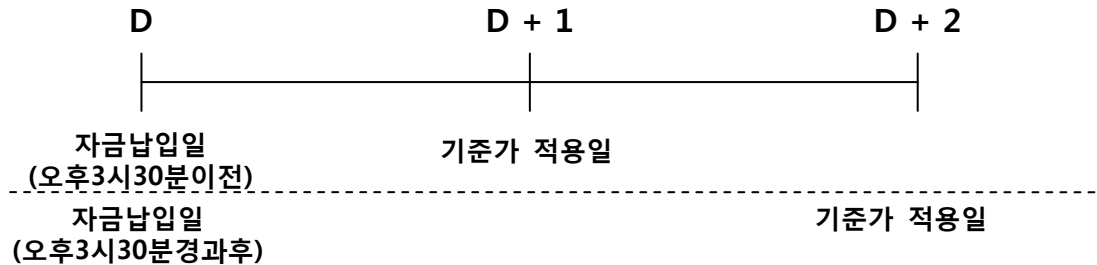 D D + 1 D + 2
자금납입일
(오후3시30분이전)
기준가 적용일
자금납입일
(오후3시30분경과후)
기준가 적용일